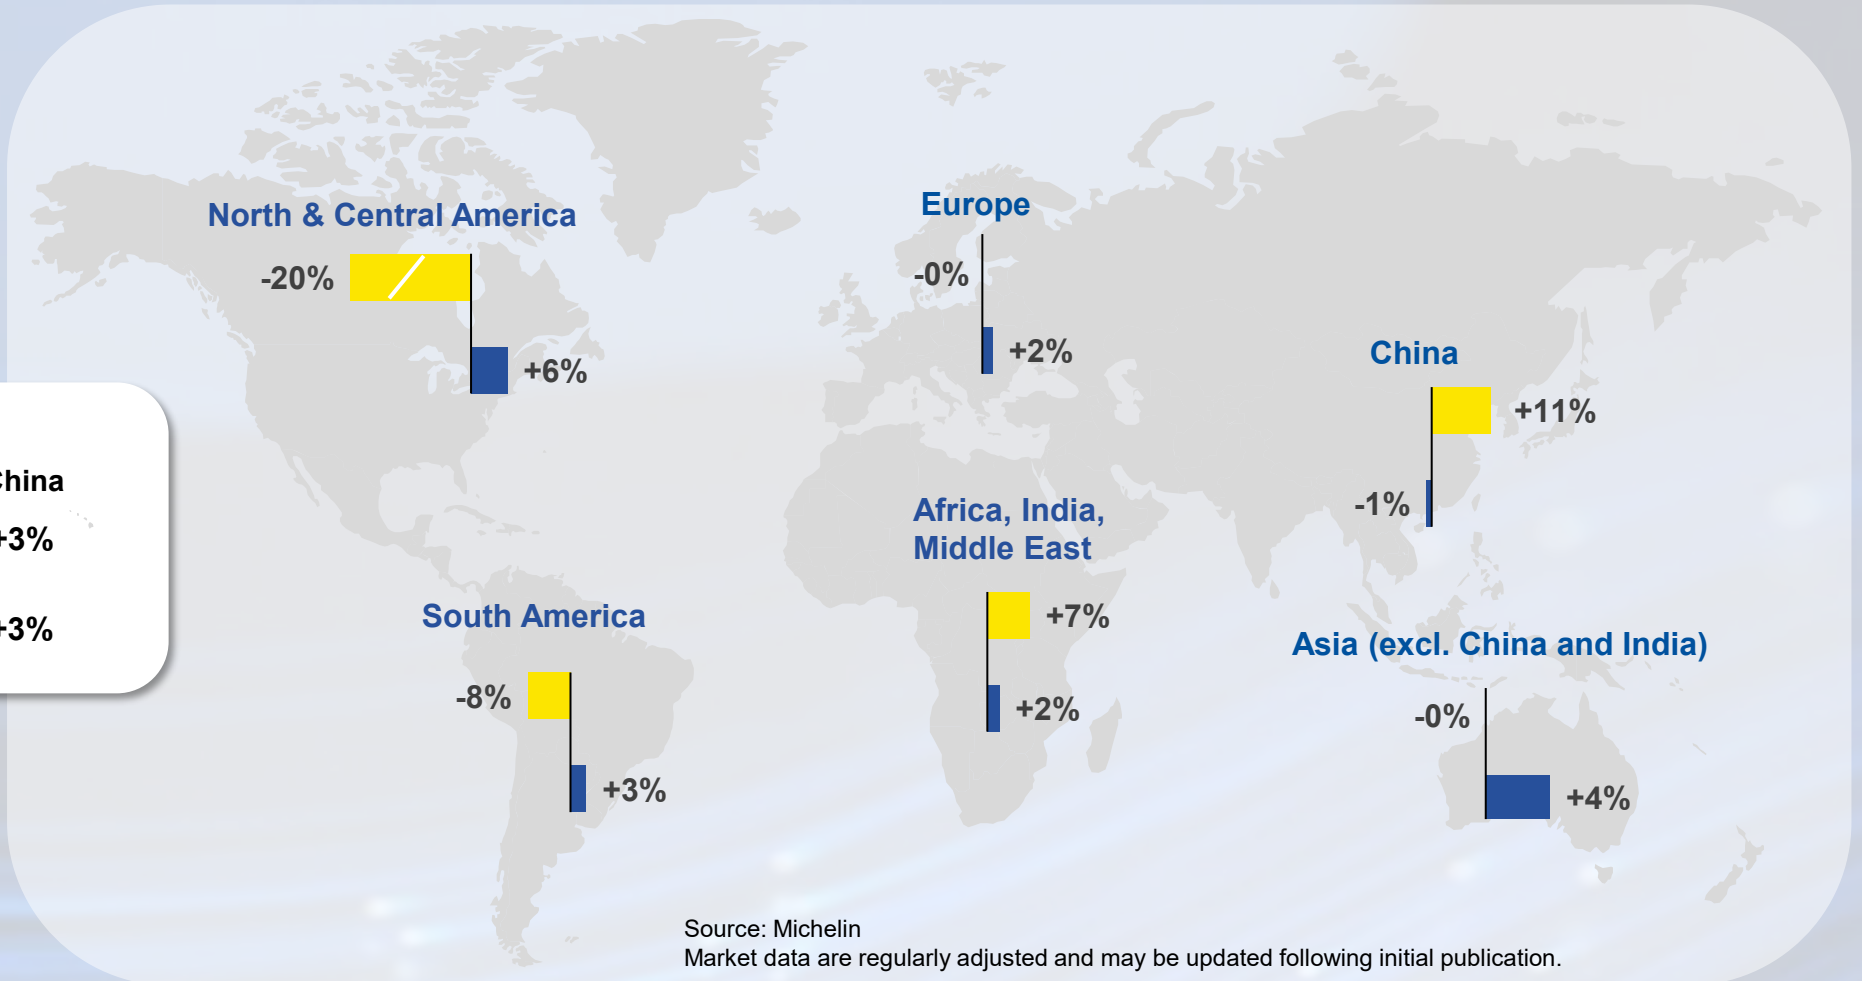 North & Central America
-20%
+6%
Europe
-0%
+2%
China
+11%
-1%
+3%
+3%
Africa, India,
Middle East
+7%
+2%
South America
-8%
+3%
Asia (excl. China and India)
-0%
+4%
Source: Michelin
Market data are regularly adjusted and may be updated following initial publication.